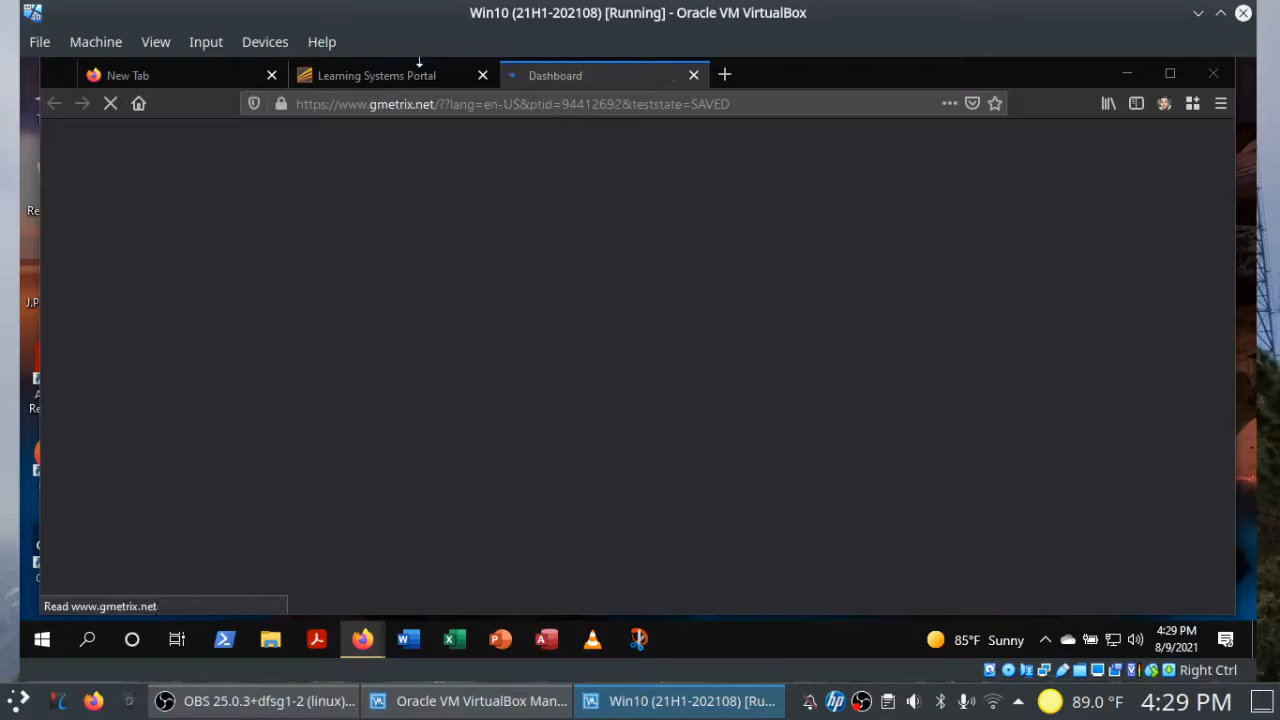 Win10 (21H1-202108) [Running] - Oracle VM VirtualBox
File Machine View Input Devices Help
New Tab Learning Systems Portal Dashboard
https://www.gmetrix.net/??lang=en-US&ptid=94412692&teststate=SAVED
Re
J.P
A
Re
C
Read www.gmetrix.net
85°F Sunny 4:29 PM
8/9/2021
Right Ctrl
OBS 25.0.3+dfsg1-2 (linux)... Oracle VM VirtualBox Man... Win10 (21H1-202108) [Ru... 89.0 °F 4:29 PM